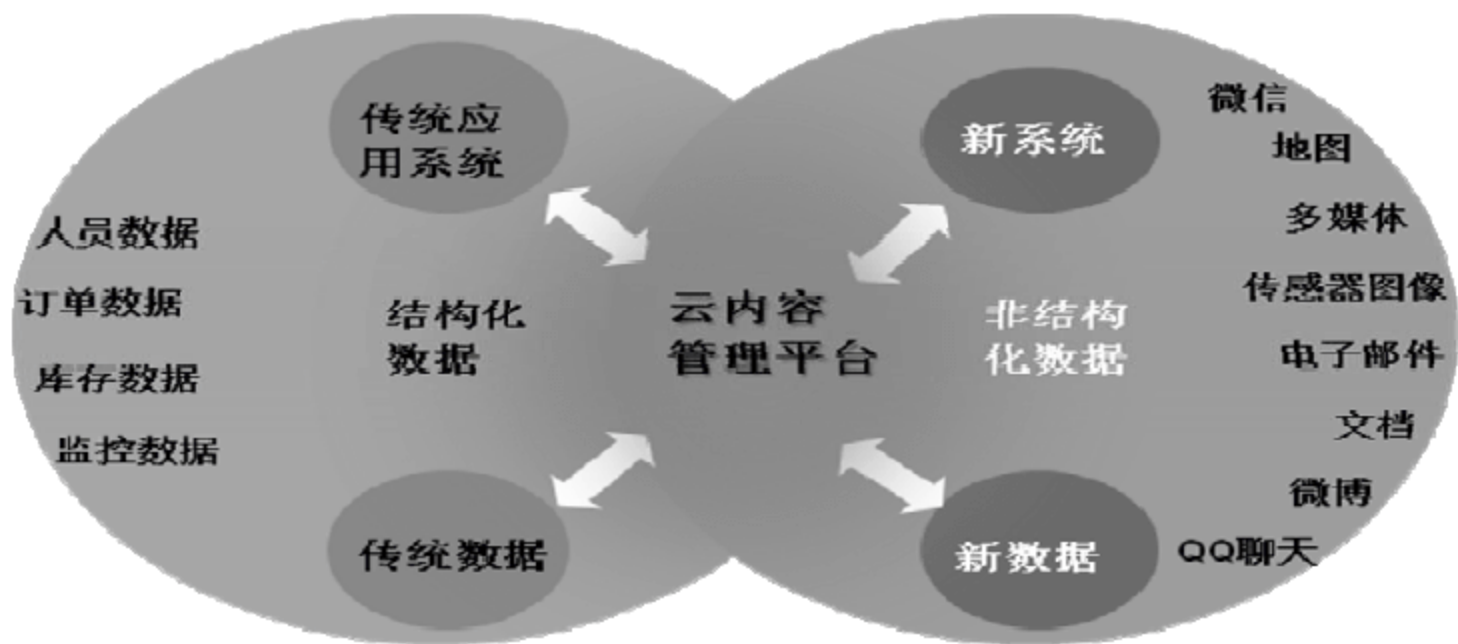 传统应
用系统
人员数据
订单数据
库存数据
监控数据
结构化
数据
传统数据
云内容
管理平台
新系统
非结构
化数据
新数据
微信
地图
多媒体
传感器图像
电子邮件
文档
微博
QQ聊天